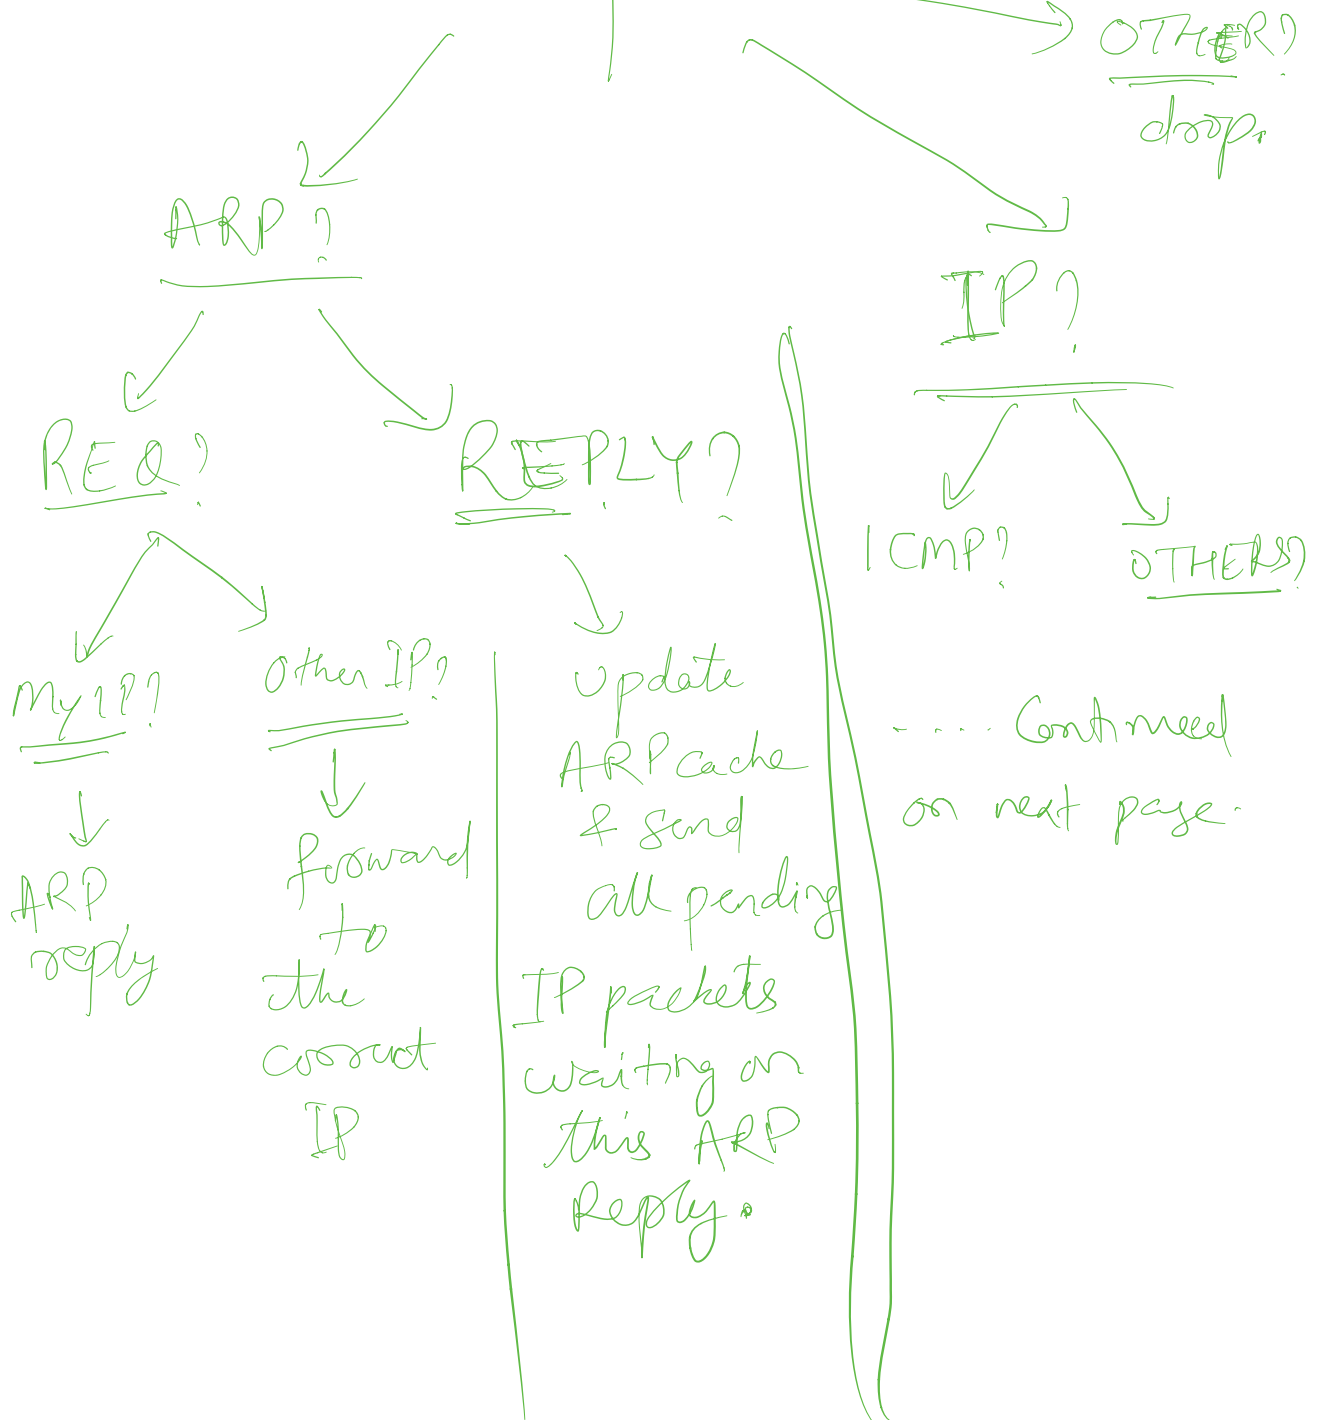 OTHER?
drop.
ARP?
IP?
REQ?
REPLY?
ICMP?
OTHERS?
My IP?
Other IP?
ARP
reply
forward
to
the
correct
IP
update
ARP cache
& send
all pending
IP packets
waiting on
this ARP
Reply.
.... Continued
on next page.